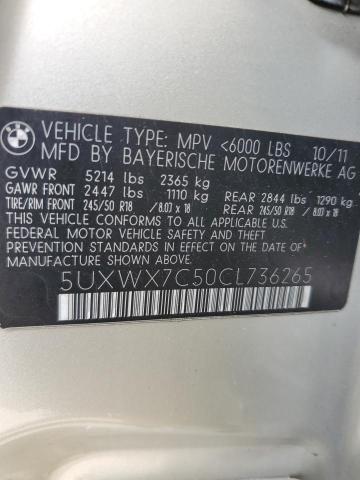 BMW
VEHICLE TYPE: MPV <6000 LBS 10/11
MFD BY BAYERISCHE MOTORENWERKE AG
GVWR 5214 lbs 2365 kg
GAWR FRONT 2447 lbs 1110 kg REAR 2844 lbs 1290 kg
TIRE/RIM FRONT 245/50 R18 / 8.0J x 18 REAR 245/50 R18 / 8.0J x 18
THIS VEHICLE CONFORMS TO ALL APPLICABLE U.S.
FEDERAL MOTOR VEHICLE SAFETY
STANDARDS IN EFFECT ON THE DATE OF
MANUFACTURE SHOWN ABOVE.
5UXWX7C50CL736265